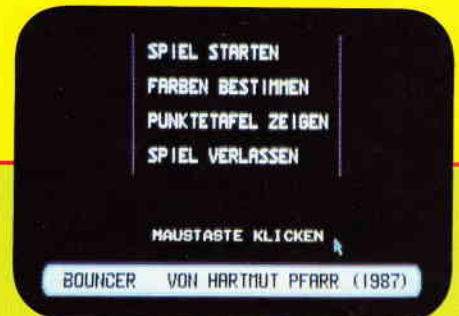 SPIEL STARTEN
FARBEN BESTIMMEN
PUNKTETAFEL ZEIGEN
SPIEL VERLASSEN
MAUSTASTE KLICKEN
BOUNCER VON HARTMUT PFARR (1987)